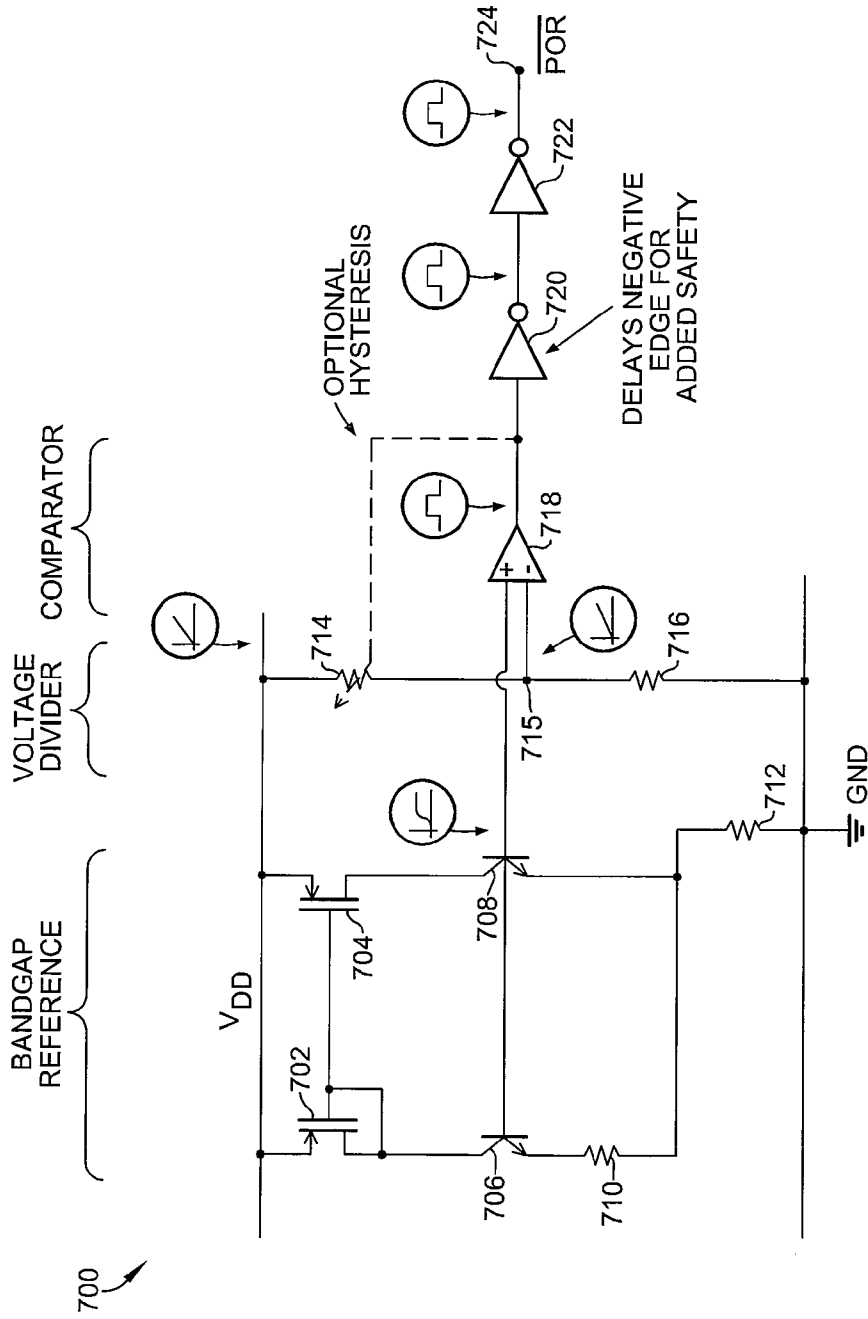 700
BANDGAP
REFERENCE
VOLTAGE
DIVIDER
COMPARATOR
VDD
702
704
706
708
710
712
GND
714
715
716
+
-
718
OPTIONAL
HYSTERESIS
720
DELAYS NEGATIVE
EDGE FOR
ADDED SAFETY
722
724
POR